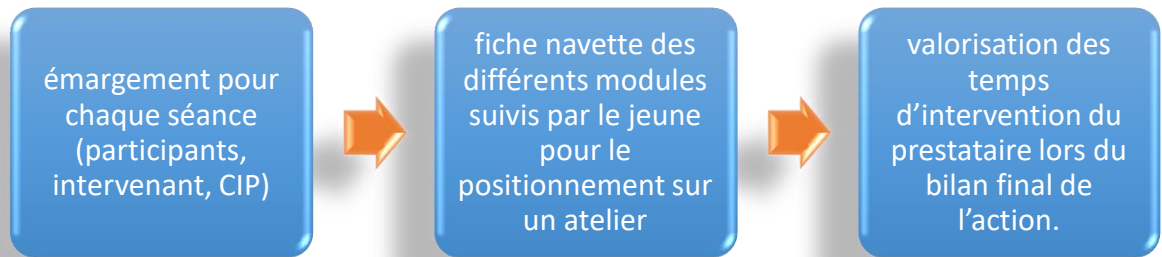 émargement pour
chaque séance
(participants,
intervenant, CIP)
fiche navette des
différents modules
suivis par le jeune
pour le
positionnement sur
un atelier
valorisation des
temps
d’intervention du
prestataire lors du
bilan final de
l’action.